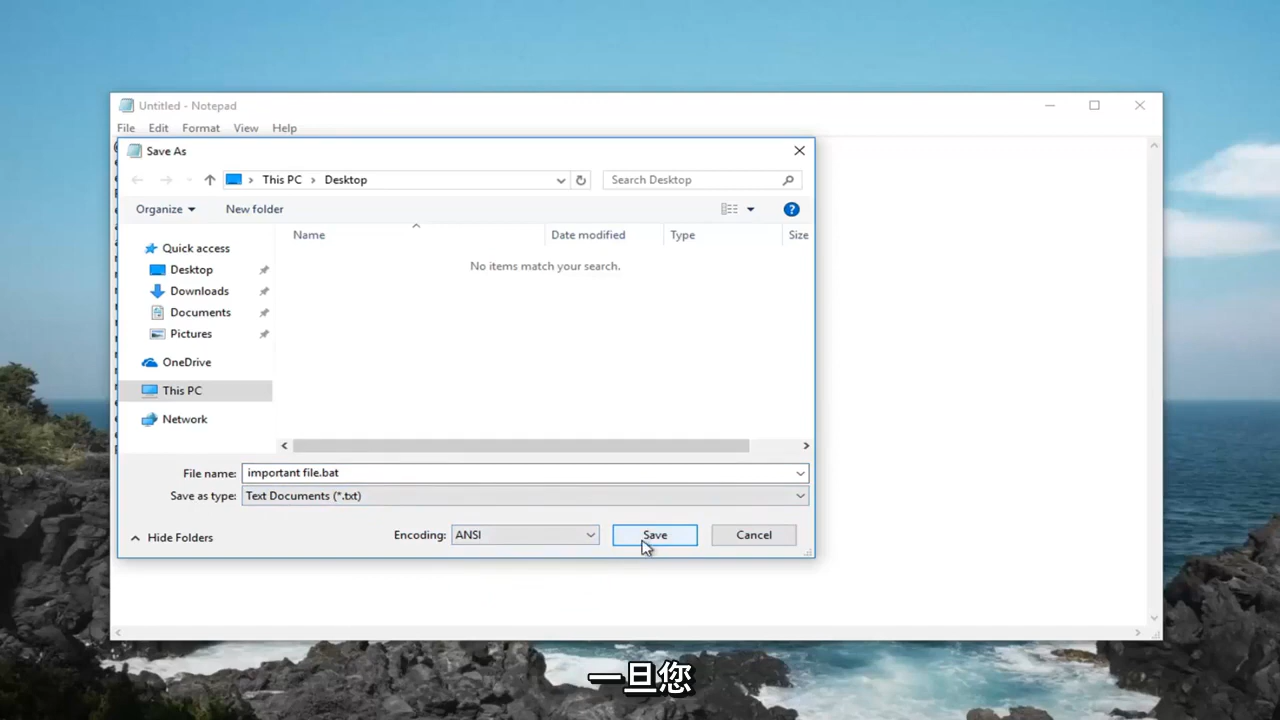 Untitled - Notepad
File Edit Format View Help
Save As
This PC > Desktop
Search Desktop
Organize New folder
Name Date modified Type Size
No items match your search.
Quick access
Desktop
Downloads
Documents
Pictures
OneDrive
This PC
Network
File name: important file.bat
Save as type: Text Documents (*.txt)
Hide Folders Encoding: ANSI Save Cancel
一旦您